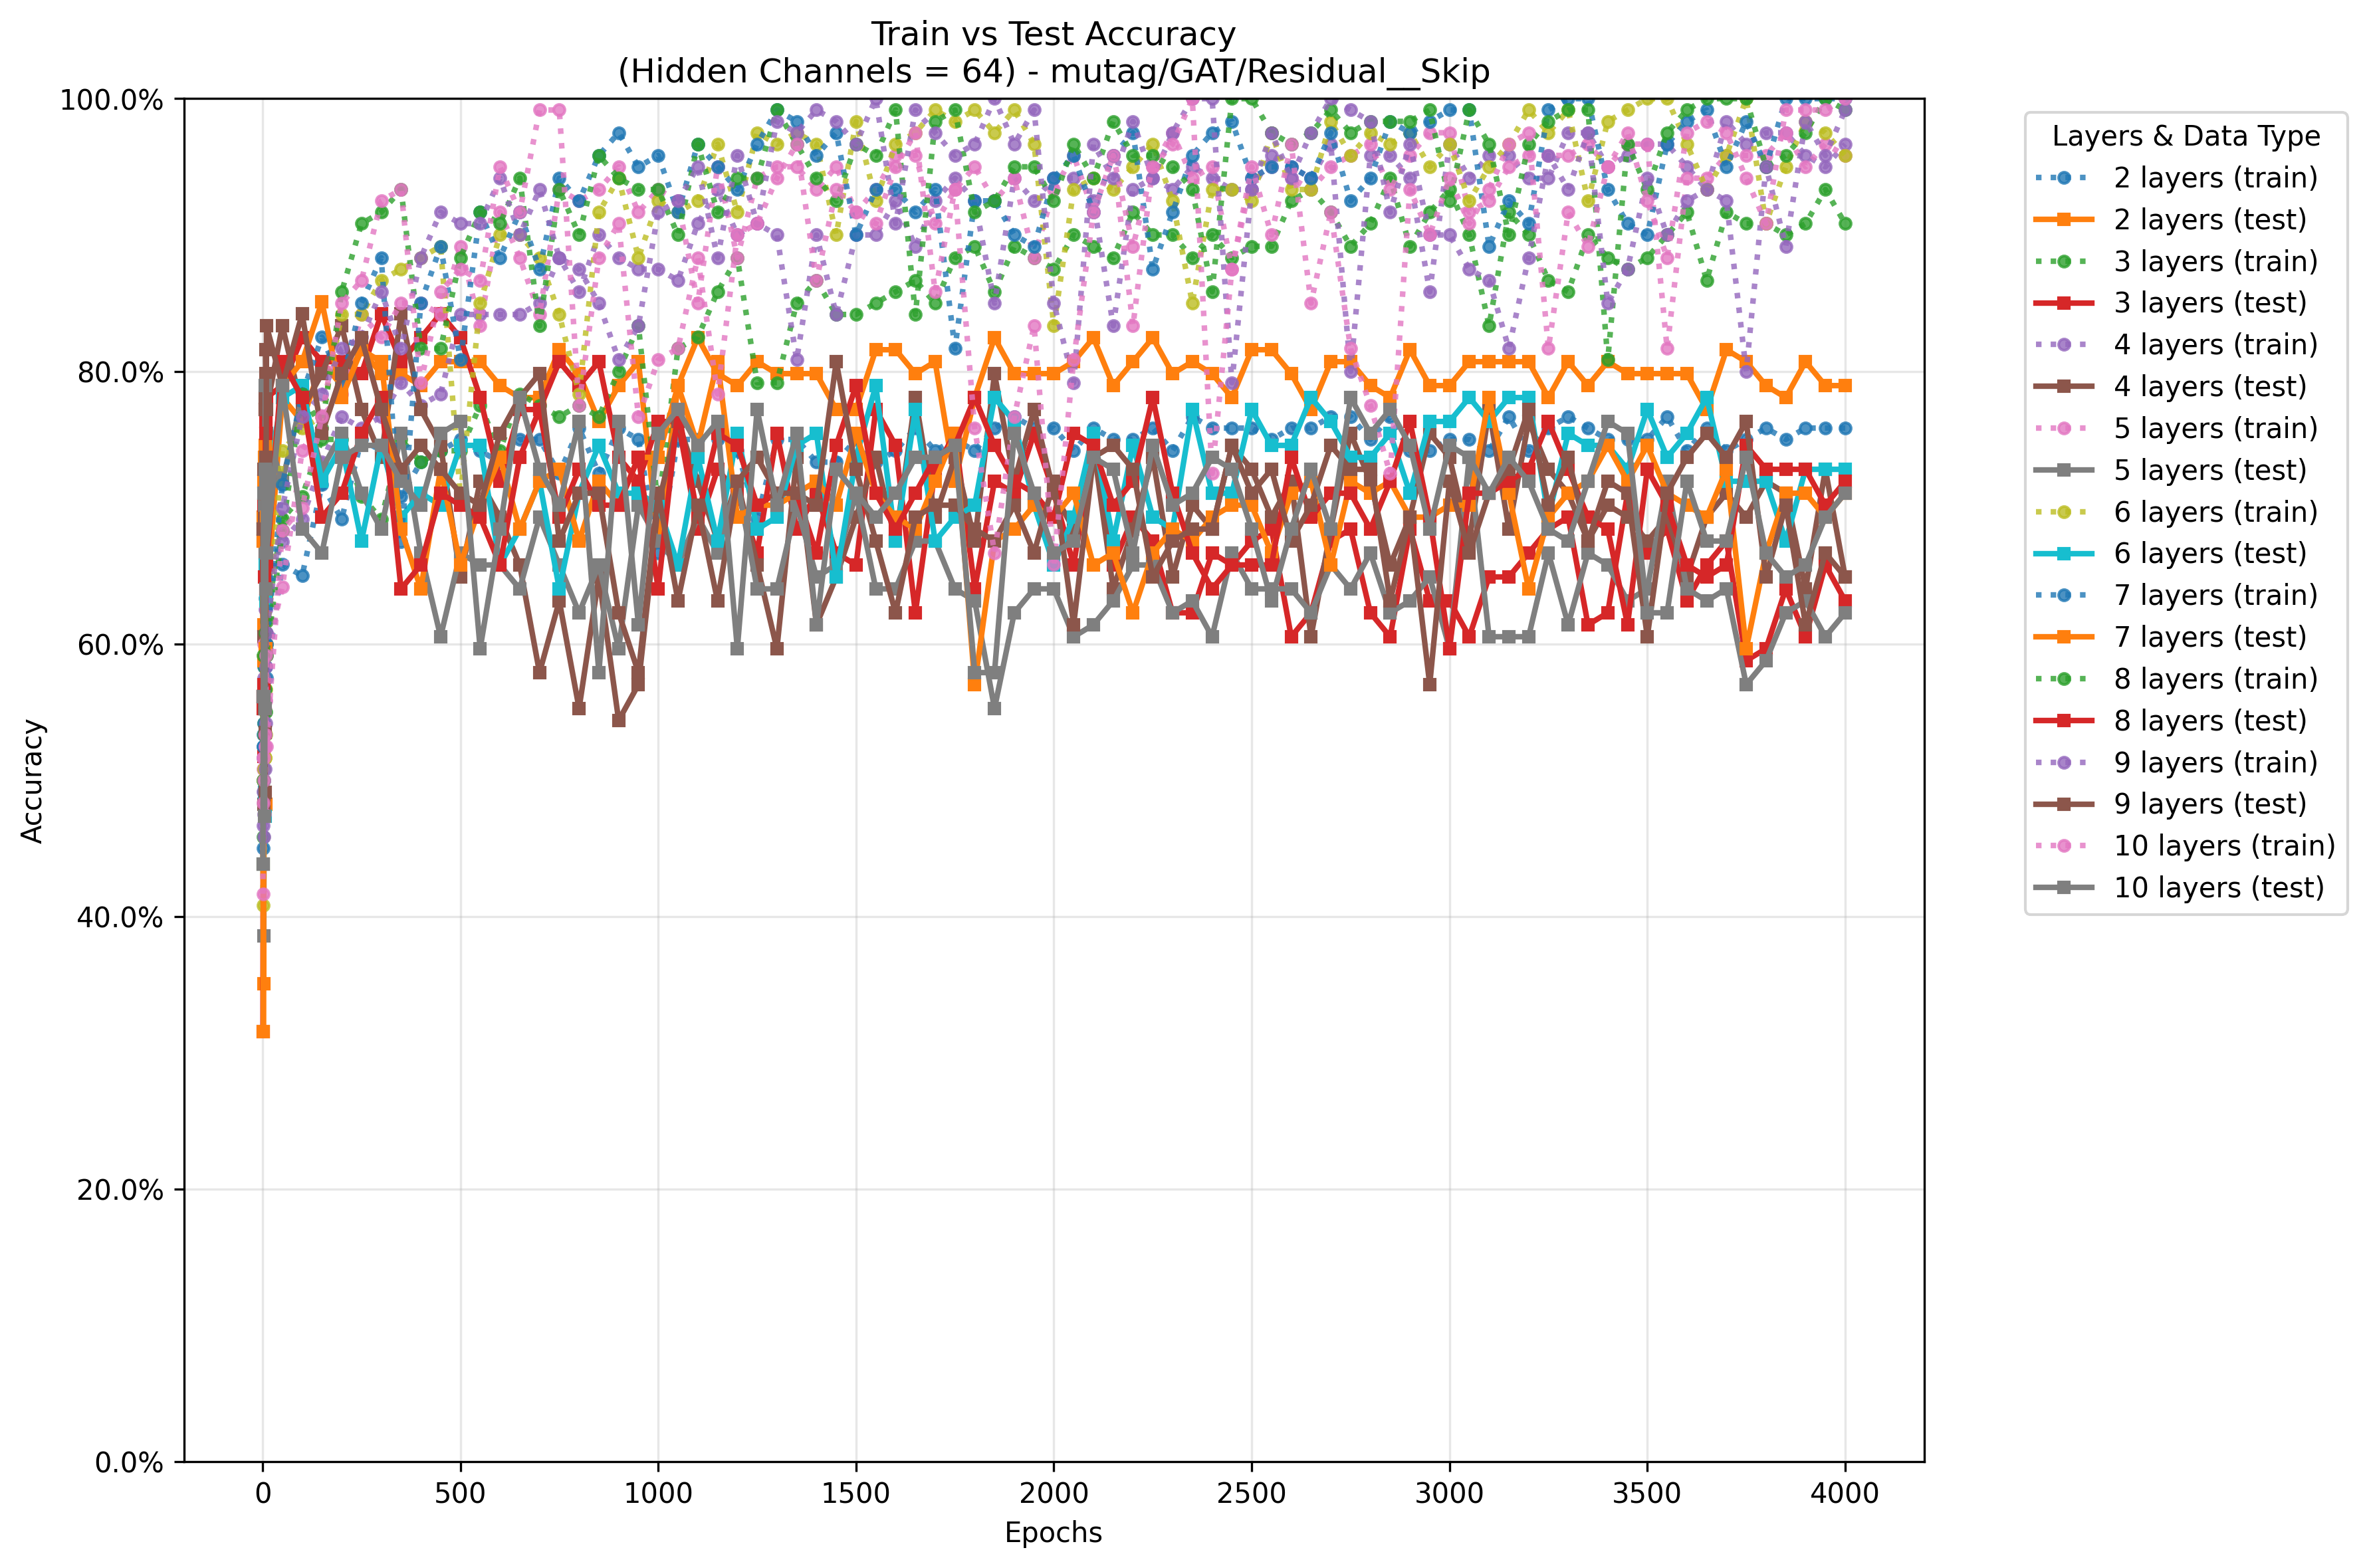 Train vs Test Accuracy
(Hidden Channels = 64) - mutag/GAT/Residual__Skip
100.0%
80.0%
60.0%
40.0%
20.0%
0.0%
Accuracy
0
500
1000
1500
2000
2500
3000
3500
4000
Epochs
Layers & Data Type
2 layers (train)
2 layers (test)
3 layers (train)
3 layers (test)
4 layers (train)
4 layers (test)
5 layers (train)
5 layers (test)
6 layers (train)
6 layers (test)
7 layers (train)
7 layers (test)
8 layers (train)
8 layers (test)
9 layers (train)
9 layers (test)
10 layers (train)
10 layers (test)